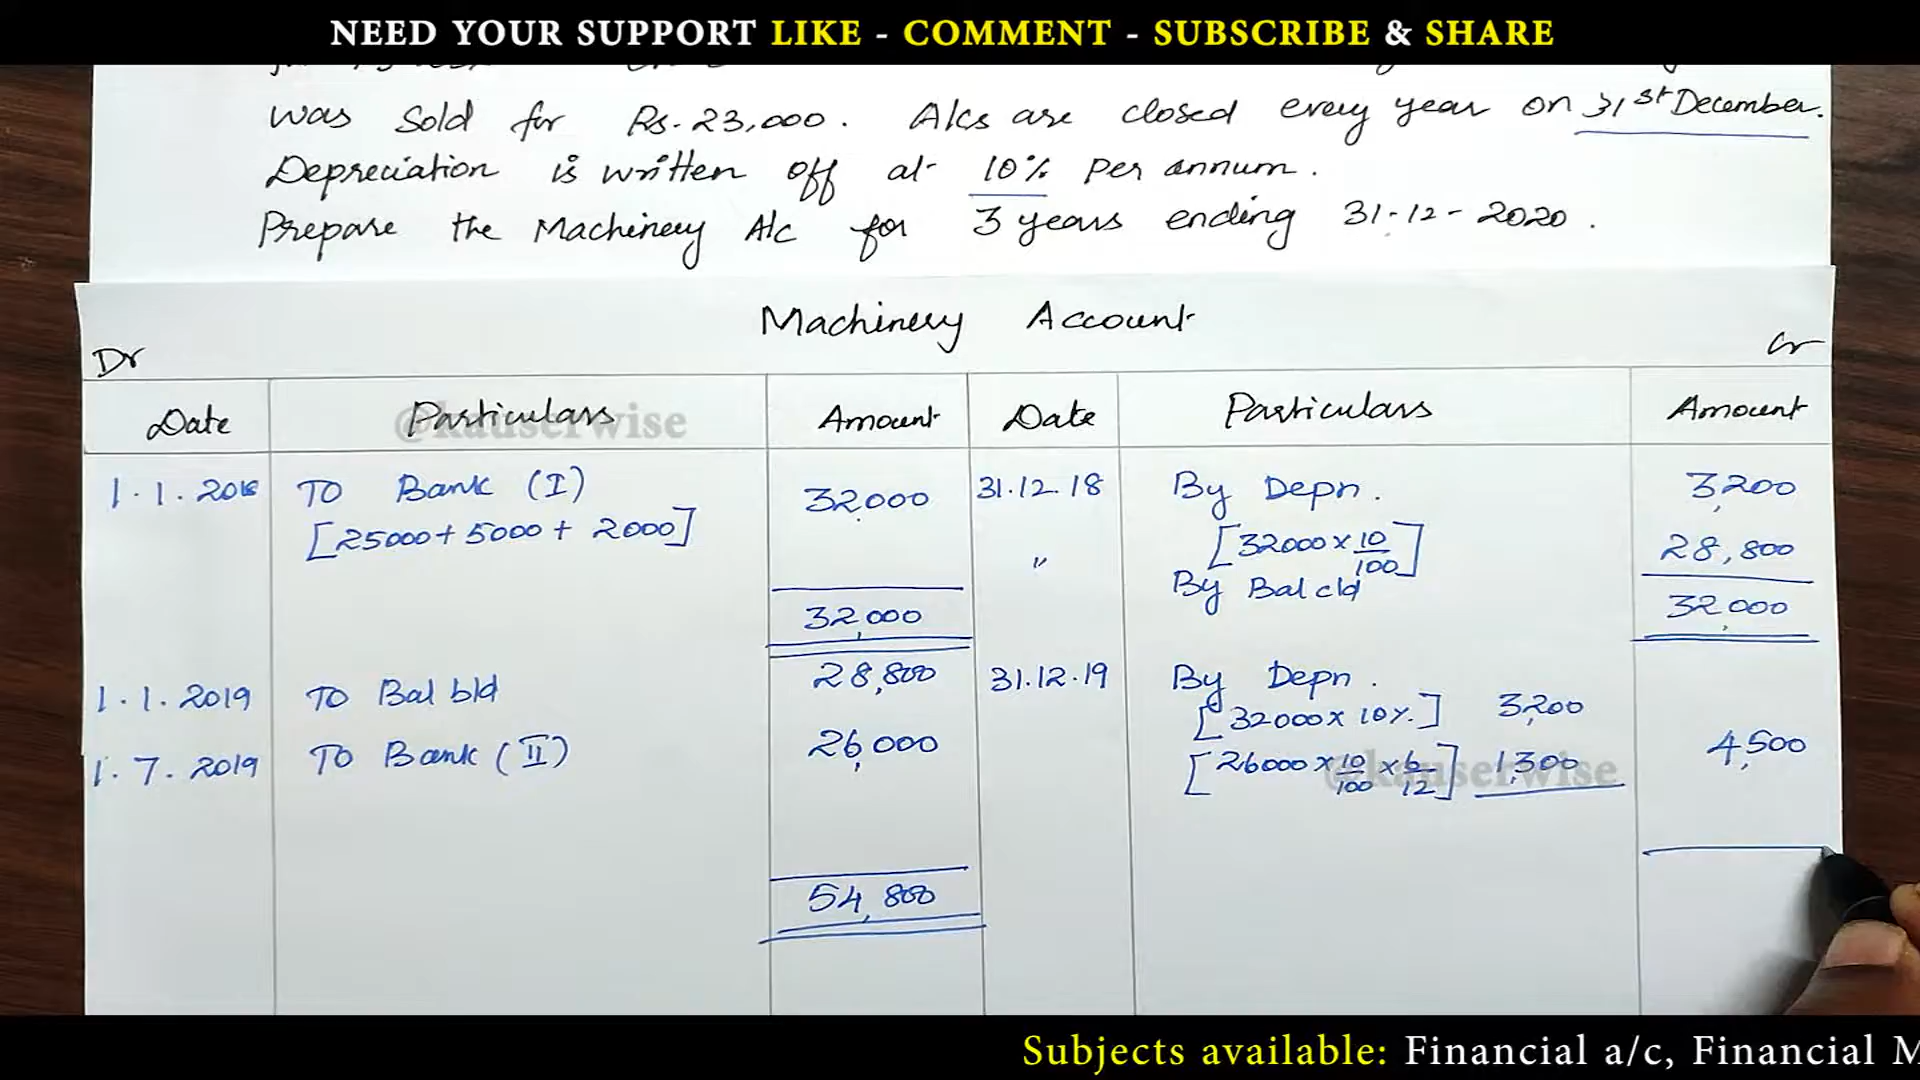 NEED YOUR SUPPORT LIKE - COMMENT - SUBSCRIBE & SHARE
was Sold for Rs. 23,000. A/cs are closed every year on 31st December.
Depreciation is written off at 10% per annum.
Prepare the Machinery A/c for 3 years ending 31-12-2020.
Machinery Account
Dr Cr
Date Particulars Amount Date Particulars Amount
@kauserwise
1.1.2018 To Bank (I) 32,000 31.12.18 By Depn. 3,200
[25000 + 5000 + 2000] [32000 × 10/100]
" By Bal c/d 28,800
32,000 32,000
1.1.2019 To Bal b/d 28,800 31.12.19 By Depn.
[32000 × 10%.] 3,200
1.7.2019 To Bank (II) 26,000 [26000 × 10/100 × 6/12] 1,300 4,500
@kauserwise
54,800
Subjects available: Financial a/c, Financial M